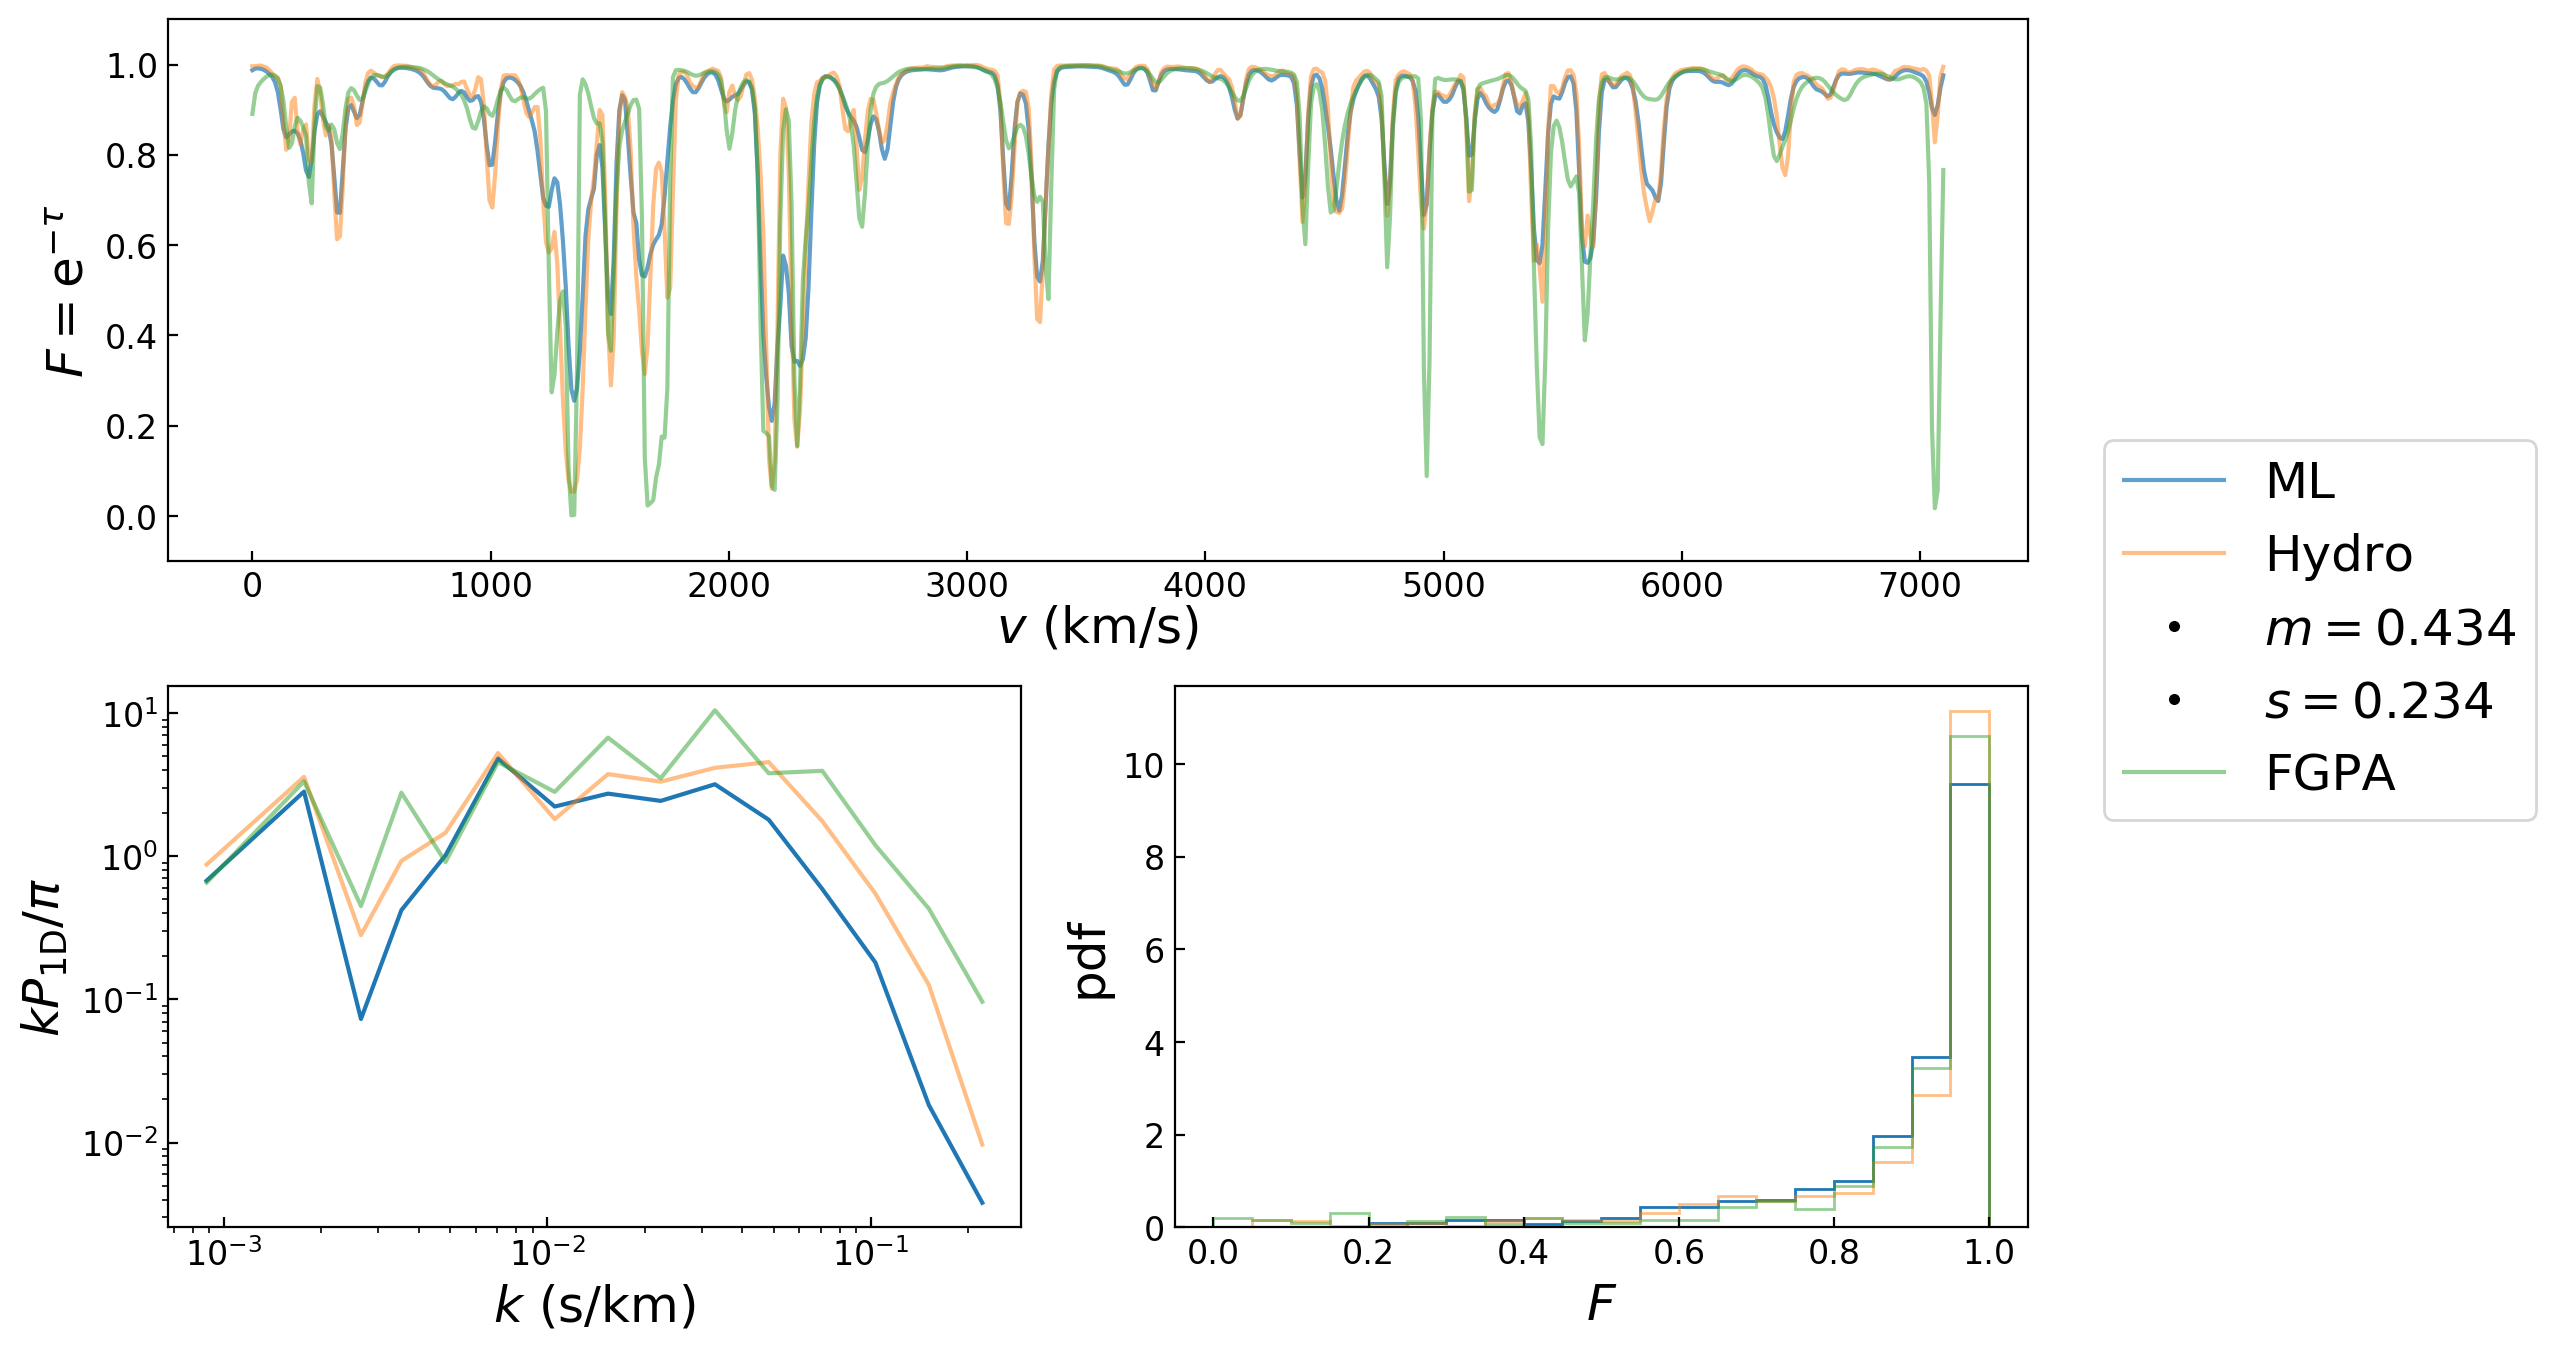 1.0
0.8
0.6
0.4
0.2
0.0
F = e^{−τ}
0 1000 2000 3000 4000 5000 6000 7000
v (km/s)
ML
Hydro
m = 0.434
s = 0.234
FGPA
10^1
10^0
10^{−1}
10^{−2}
kP_{1D}/π
10^{−3} 10^{−2} 10^{−1}
k (s/km)
10
8
6
4
2
0
pdf
0.0 0.2 0.4 0.6 0.8 1.0
F